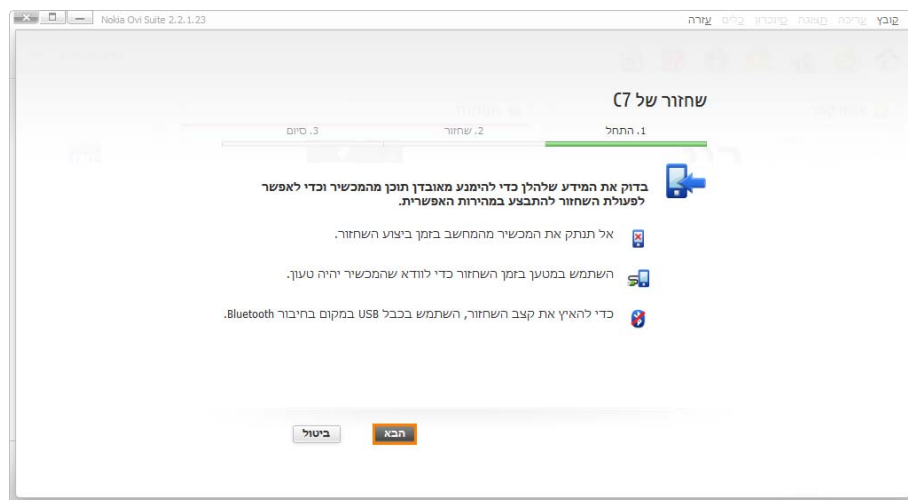 Nokia Ovi Suite 2.2.1.23
קובץ עריכה תצוגה סינכרון כלים עזרה
שחזור של C7
1. התחל
2. שחזור
3. סיום
בדוק את המידע שלהלן כדי להימנע מאובדן תוכן מהמכשיר וכדי לאפשר
לפעולת השחזור להתבצע במהירות האפשרית.
אל תנתק את המכשיר מהמחשב בזמן ביצוע השחזור.
השתמש במטען בזמן השחזור כדי לוודא שהמכשיר יהיה טעון.
כדי להאיץ את קצב השחזור, השתמש בכבל USB במקום בחיבור Bluetooth.
הבא
ביטול